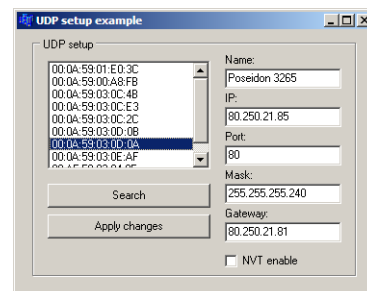 UDP setup example
UDP setup
00:0A:59:01:E0:3C
00:0A:59:00:A8:FB
00:0A:59:03:0C:4B
00:0A:59:03:0C:E3
00:0A:59:03:0C:2C
00:0A:59:03:0D:0B
00:0A:59:03:0D:0A
00:0A:59:03:0E:AF
Search
Apply changes
Name:
Poseidon 3265
IP:
80.250.21.85
Port:
80
Mask:
255.255.255.240
Gateway:
80.250.21.81
NVT enable